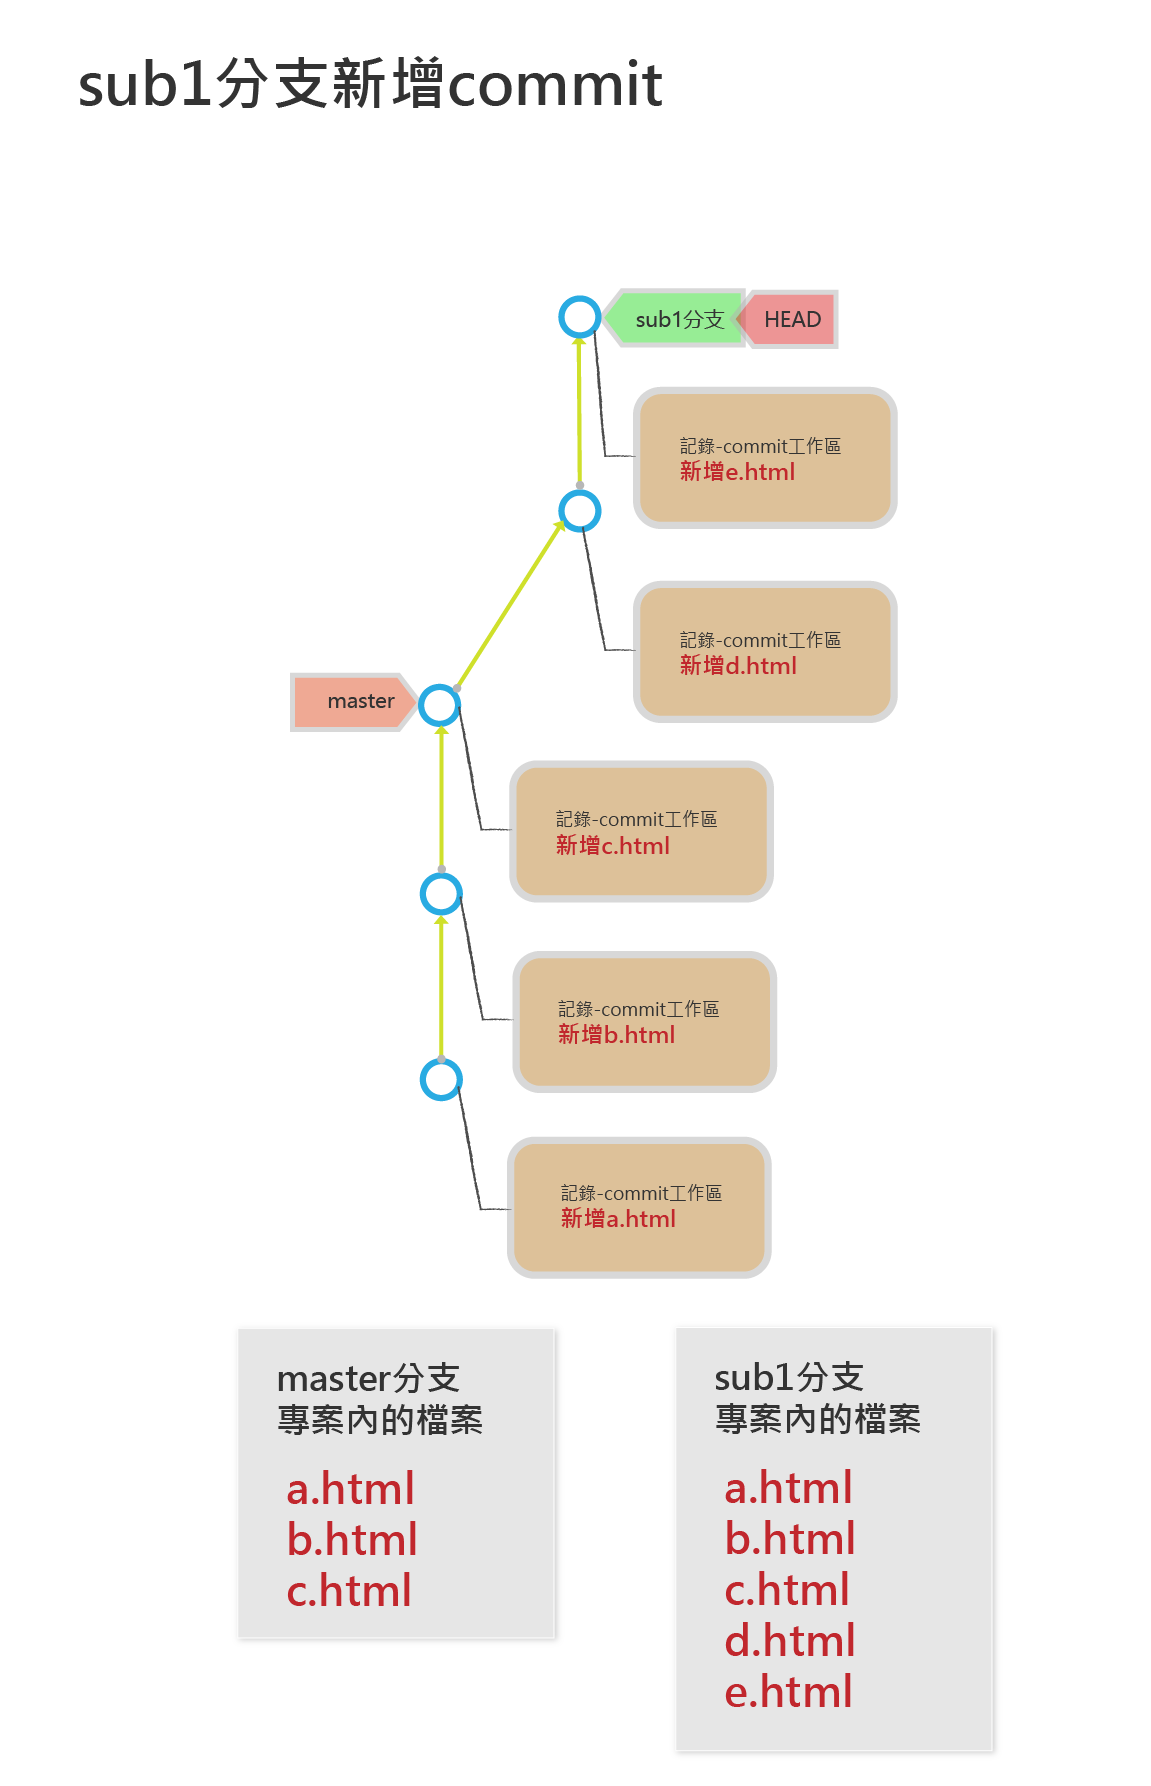 sub1分支新增commit
sub1分支
HEAD
記錄-commit工作區
新增e.html
記錄-commit工作區
新增d.html
master
記錄-commit工作區
新增c.html
記錄-commit工作區
新增b.html
記錄-commit工作區
新增a.html
master分支
專案內的檔案
a.html
b.html
c.html
sub1分支
專案內的檔案
a.html
b.html
c.html
d.html
e.html